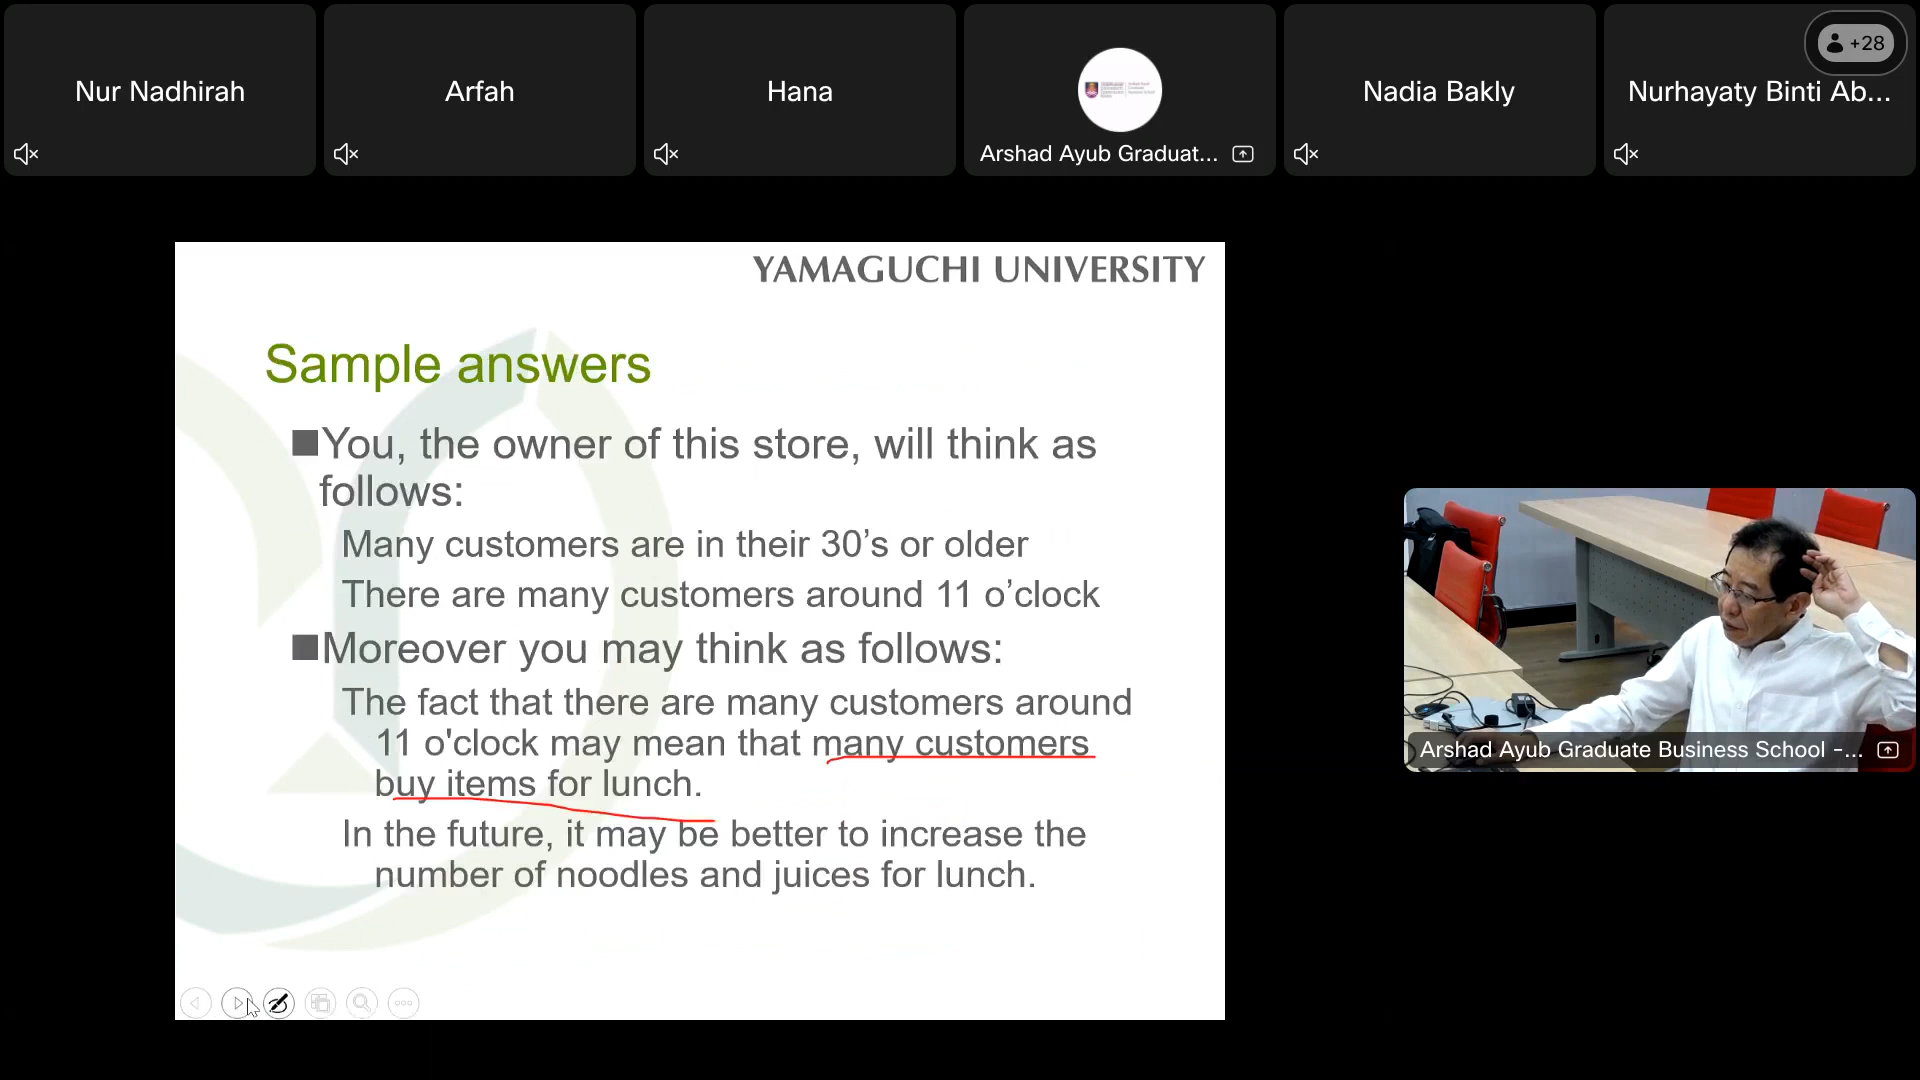 Nur Nadhirah
Arfah
Hana
Arshad Ayub Graduat...
Nadia Bakly
Nurhayaty Binti Ab...
+28
YAMAGUCHI UNIVERSITY
Sample answers
You, the owner of this store, will think as
follows:
Many customers are in their 30’s or older
There are many customers around 11 o’clock
Moreover you may think as follows:
The fact that there are many customers around
11 o'clock may mean that many customers
buy items for lunch.
In the future, it may be better to increase the
number of noodles and juices for lunch.
Arshad Ayub Graduate Business School -...